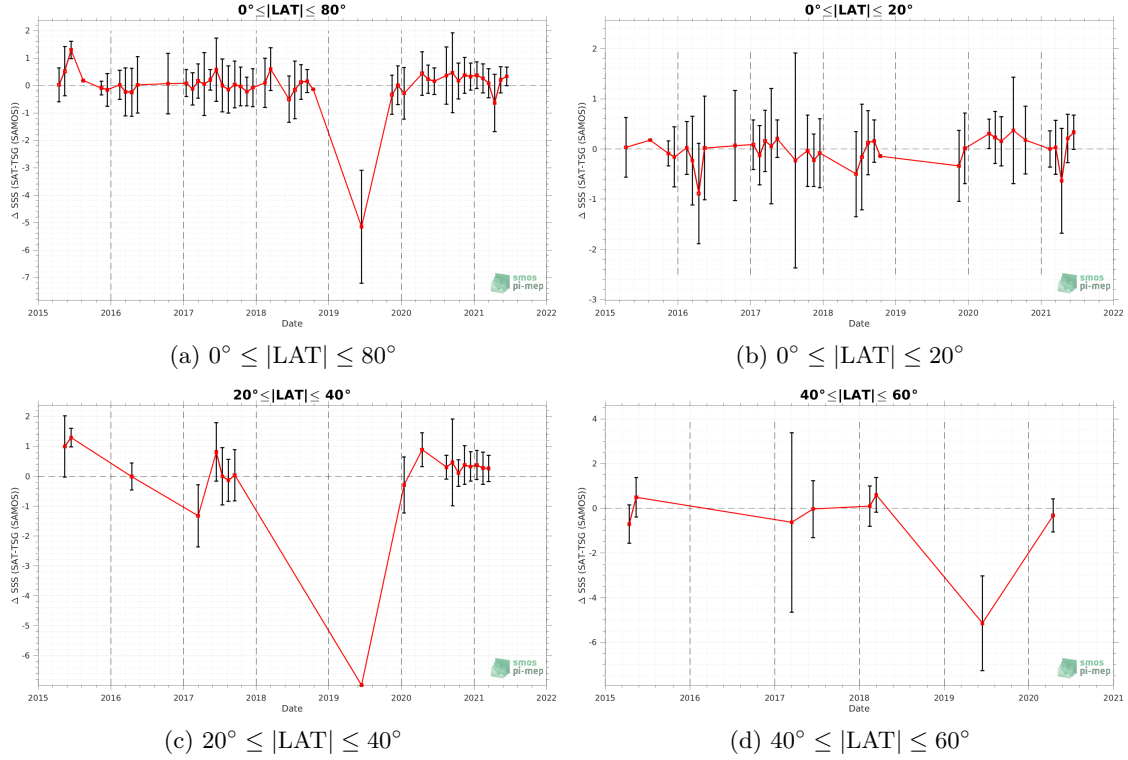 0°≤|LAT|≤ 80°
2
1
0
-1
-2
-3
-4
-5
-6
-7
Δ SSS (SAT-TSG (SAMOS))
2015 2016 2017 2018 2019 2020 2021 2022
Date
smos
pi-mep
(a) 0° ≤ |LAT| ≤ 80°
0°≤|LAT|≤ 20°
2
1
0
-1
-2
-3
Δ SSS (SAT-TSG (SAMOS))
2016 2017 2018 2019 2020 2021 2022
Date
smos
pi-mep
(b) 0° ≤ |LAT| ≤ 20°
20°≤|LAT|≤ 40°
2
1
0
-1
-2
-3
-4
-5
-6
Δ SSS (SAT-TSG (SAMOS))
2015 2016 2017 2018 2019 2020 2021 2022
Date
smos
pi-mep
(c) 20° ≤ |LAT| ≤ 40°
40°≤|LAT|≤ 60°
4
2
0
-2
-4
-6
Δ SSS (SAT-TSG (SAMOS))
2015 2016 2017 2018 2019 2020 2021
Date
smos
pi-mep
(d) 40° ≤ |LAT| ≤ 60°